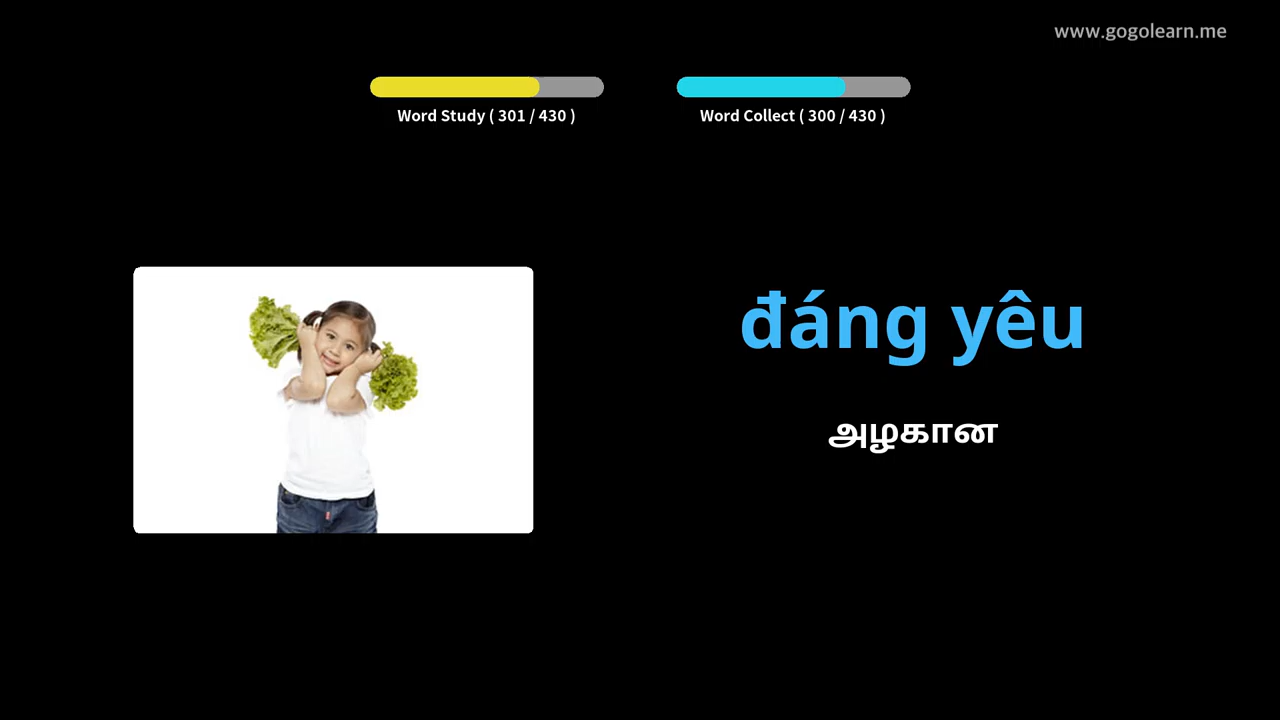 www.gogolearn.me
Word Study ( 301 / 430 )
Word Collect ( 300 / 430 )
đáng yêu
அழகான